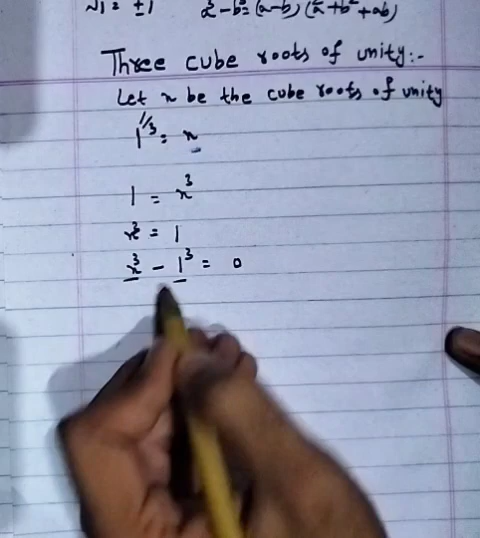 √1 = ±1 a³-b³=(a-b)(a²+b²+ab)
Three cube roots of unity:-
Let x be the cube roots of unity
1^1/3 = x
1 = x³
x³ = 1
x³ - 1³ = 0